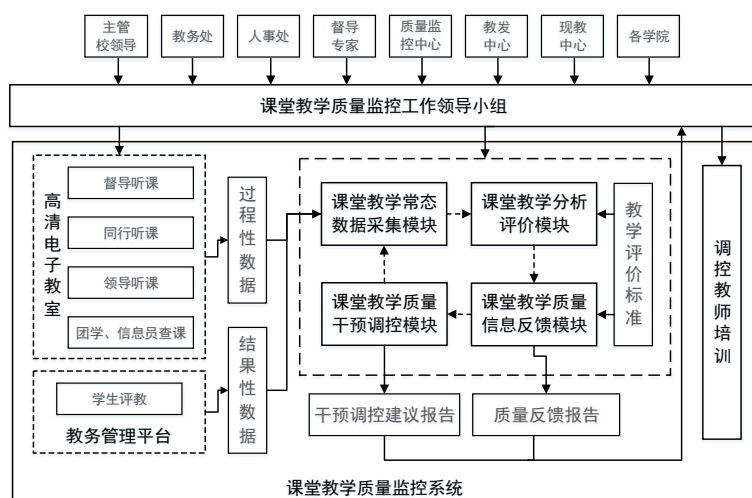 主管
校领导
教务处
人事处
督导
专家
质量监
控中心
教发
中心
现教
中心
各学院
课堂教学质量监控工作领导小组
高清电子教室
督导听课
同行听课
领导听课
团学、信息员查课
过程性数据
课堂教学常态
数据采集模块
课堂教学分析
评价模块
教学评价标准
课堂教学质量
干预调控模块
课堂教学质量
信息反馈模块
调控教师培训
学生评教
教务管理平台
结果性数据
干预调控建议报告
质量反馈报告
课堂教学质量监控系统